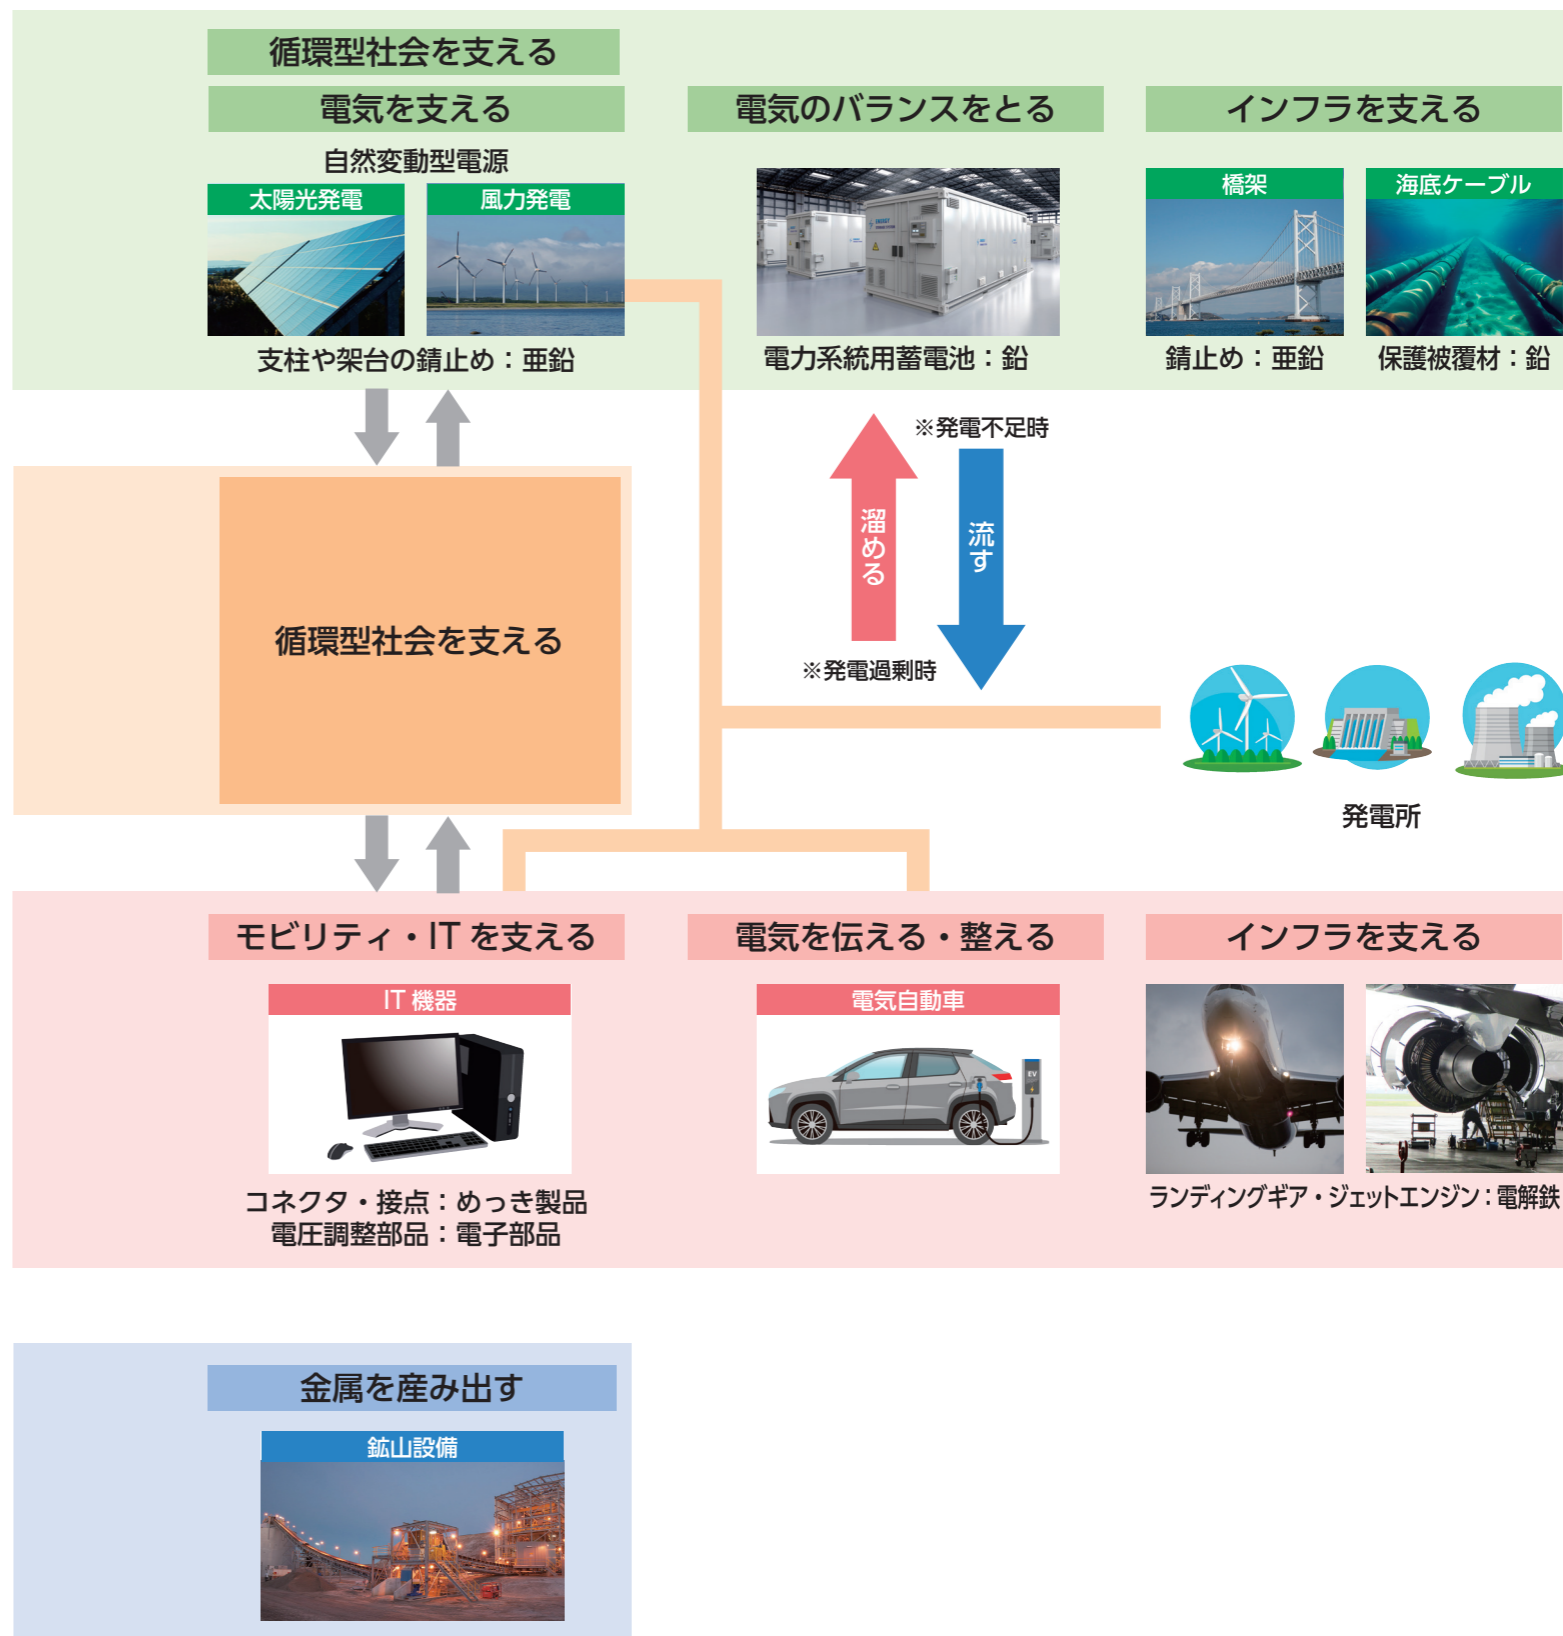 循環型社会を支える
電気を支える
電気のバランスをとる
インフラを支える
自然変動型電源
太陽光発電
風力発電
橋架
海底ケーブル
支柱や架台の錆止め：亜鉛
電力系統用蓄電池：鉛
錆止め：亜鉛
保護被覆材：鉛
※発電不足時
溜める
流す
※発電過剰時
循環型社会を支える
発電所
モビリティ・IT を支える
電気を伝える・整える
インフラを支える
IT 機器
電気自動車
EV
コネクタ・接点：めっき製品
電圧調整部品：電子部品
ランディングギア・ジェットエンジン：電解鉄
金属を産み出す
鉱山設備